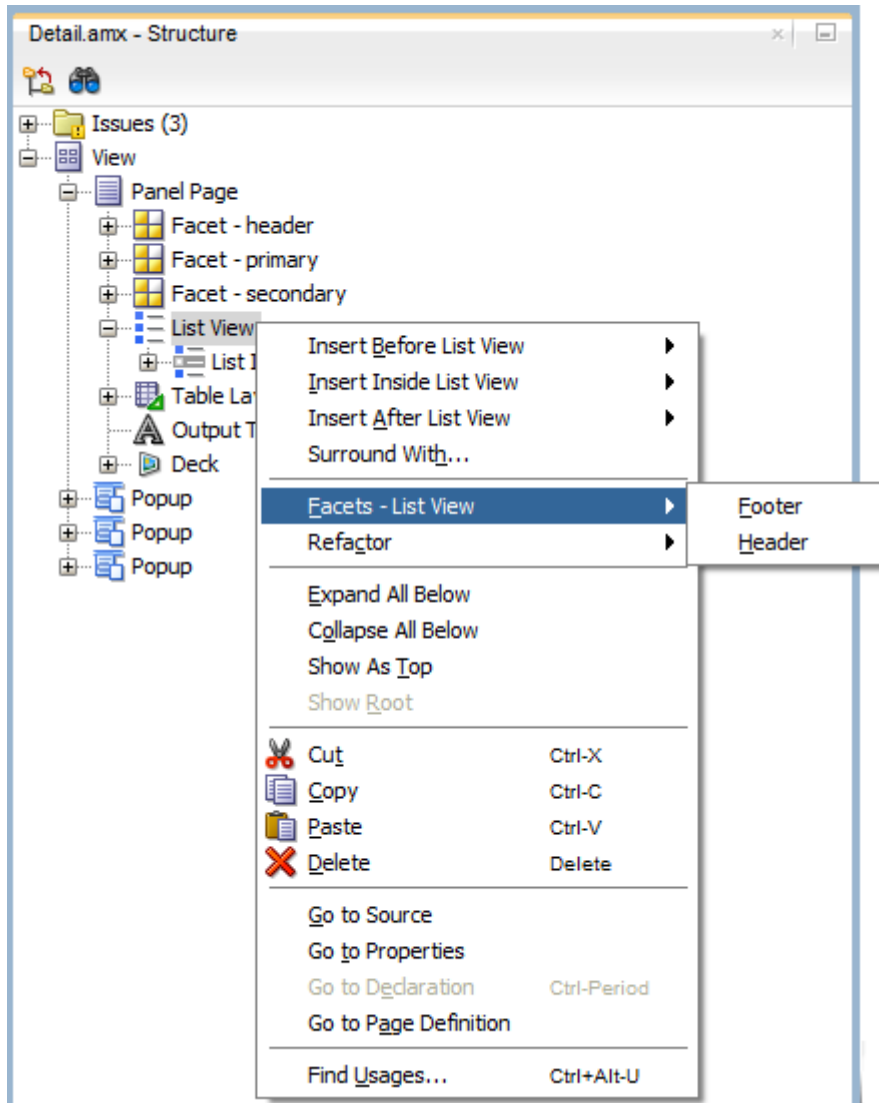 Detail.amx - Structure
Issues (3)
View
Panel Page
Facet - header
Facet - primary
Facet - secondary
List View
List I
Table La
Output T
Deck
Popup
Popup
Popup
Insert Before List View
Insert Inside List View
Insert After List View
Surround With...
Facets - List View
Refactor
Expand All Below
Collapse All Below
Show As Top
Show Root
Cut Ctrl-X
Copy Ctrl-C
Paste Ctrl-V
Delete Delete
Go to Source
Go to Properties
Go to Declaration Ctrl-Period
Go to Page Definition
Find Usages... Ctrl+Alt-U
Footer
Header